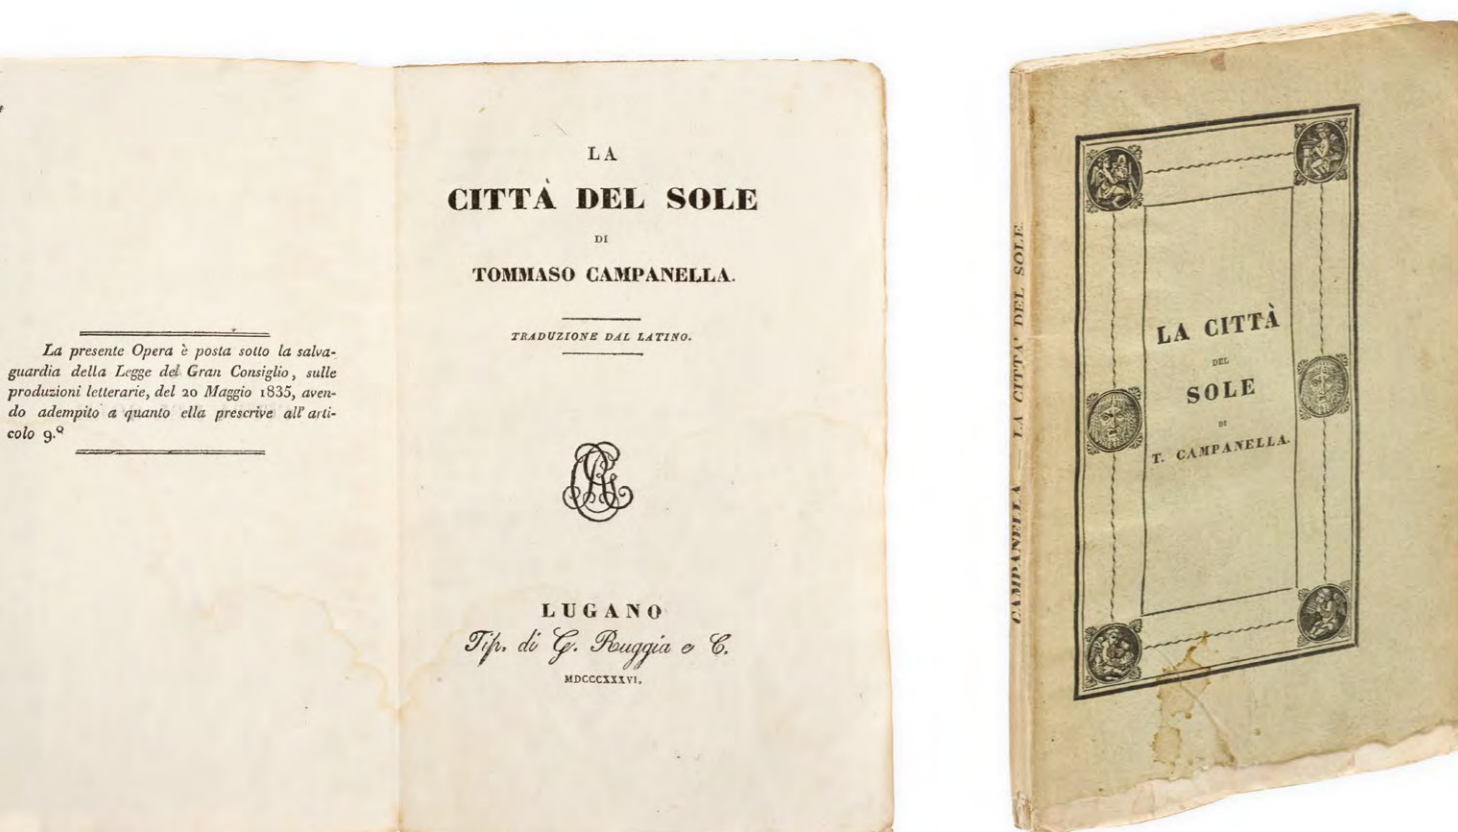 La presente Opera è posta sotto la salva-
guardia della Legge del Gran Consiglio, sulle
produzioni letterarie, del 20 Maggio 1835, aven-
do adempito a quanto ella prescrive all' arti-
colo 9.º
LA
CITTÀ DEL SOLE
DI
TOMMASO CAMPANELLA.
TRADUZIONE DAL LATINO.
LUGANO
Tip. di G. Ruggia e C.
MDCCCXXXVI.
CAMPANELLA — LA CITTA' DEL SOLE
LA CITTÀ
DEL
SOLE
DI
T. CAMPANELLA.